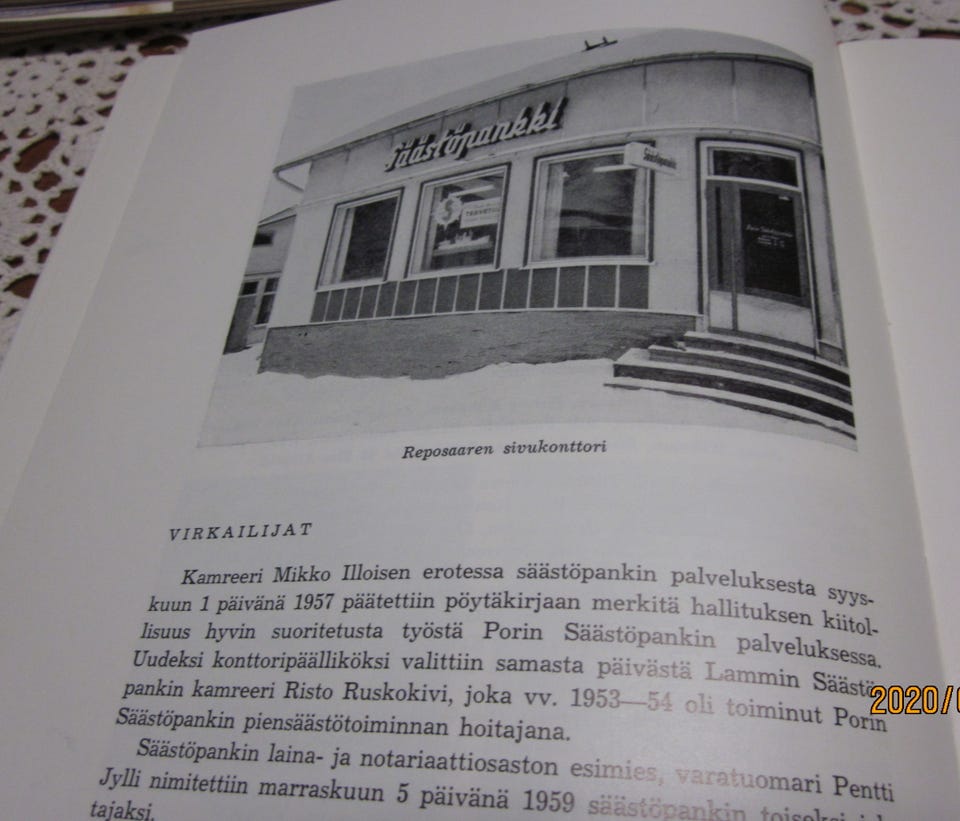 Säästöpankki
Säästöpankki
Reposaaren sivukonttori
VIRKAILIJAT
Kamreeri Mikko Illoisen erotessa säästöpankin palveluksesta syys-
kuun 1 päivänä 1957 päätettiin pöytäkirjaan merkitä hallituksen kiitol-
lisuus hyvin suoritetusta työstä Porin Säästöpankin palveluksessa.
Uudeksi konttoripäälliköksi valittiin samasta päivästä Lammin Säästö
pankin kamreeri Risto Ruskokivi, joka vv. 1953—54 oli toiminut Porin
Säästöpankin piensäästötoiminnan hoitajana.
Säästöpankin laina- ja notariaattiosaston esimies, varatuomari Pentti
Jylli nimitettiin marraskuun 5 päivänä 1959 säästöpankin toiseksi
tajaksi.
2020/0